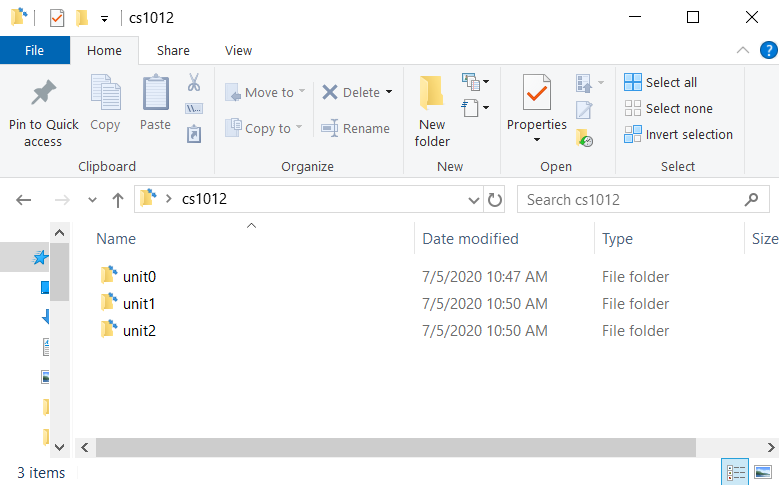 cs1012
File Home Share View
Pin to Quick access
Copy
Paste
Move to
Copy to
Delete
Rename
New folder
Properties
Select all
Select none
Invert selection
Clipboard Organize New Open Select
cs1012 Search cs1012
Name Date modified Type Size
unit0 7/5/2020 10:47 AM File folder
unit1 7/5/2020 10:50 AM File folder
unit2 7/5/2020 10:50 AM File folder
3 items